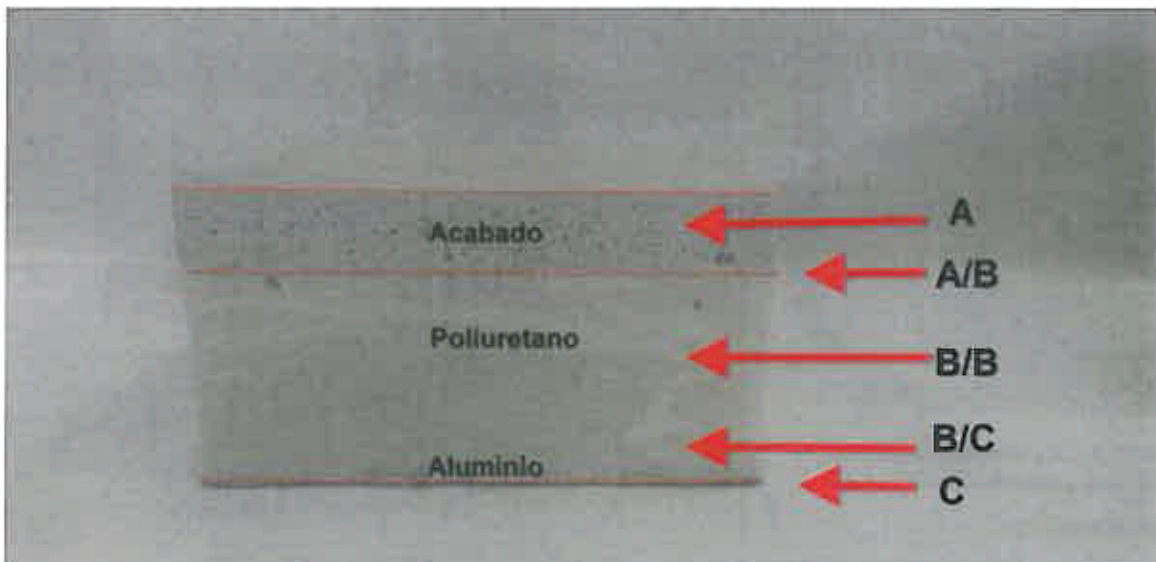 Acabado
A
A/B
Poliuretano
B/B
B/C
Aluminio
C